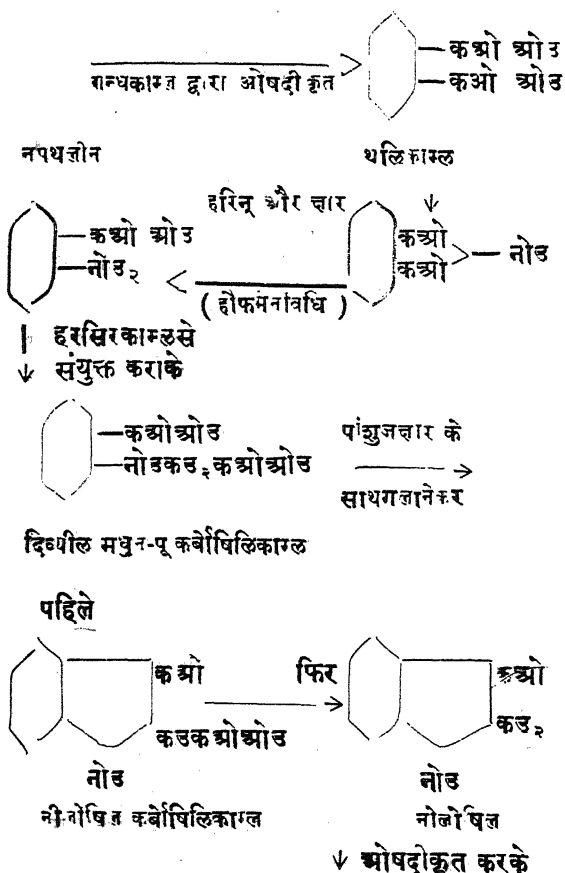 —कओ ओउ
गन्धकाम्ल द्वारा ओषदीकृत —कओ ओउ
नपथलीन थलिकाम्ल
हरिन् और क्षार ↓
—कओ ओउ कओ
—नोउ२ कओ > — नोउ
( हौफमनविधि )
| हरसिरकाम्लसे
↓ संयुक्त कराके
—कओओउ पांशुजक्षार के
—नोउकउ२कओओउ
साथगलानेकर
दिव्यील मधुन-पू कर्बोषिलिकाम्ल
पहिले
कओ फिर कओ
कउकओओउ कउ२
नोउ नोउ
नीलोषिल कर्बोषिलिकाम्ल नीलोषिल
↓ ओषदीकृत करके